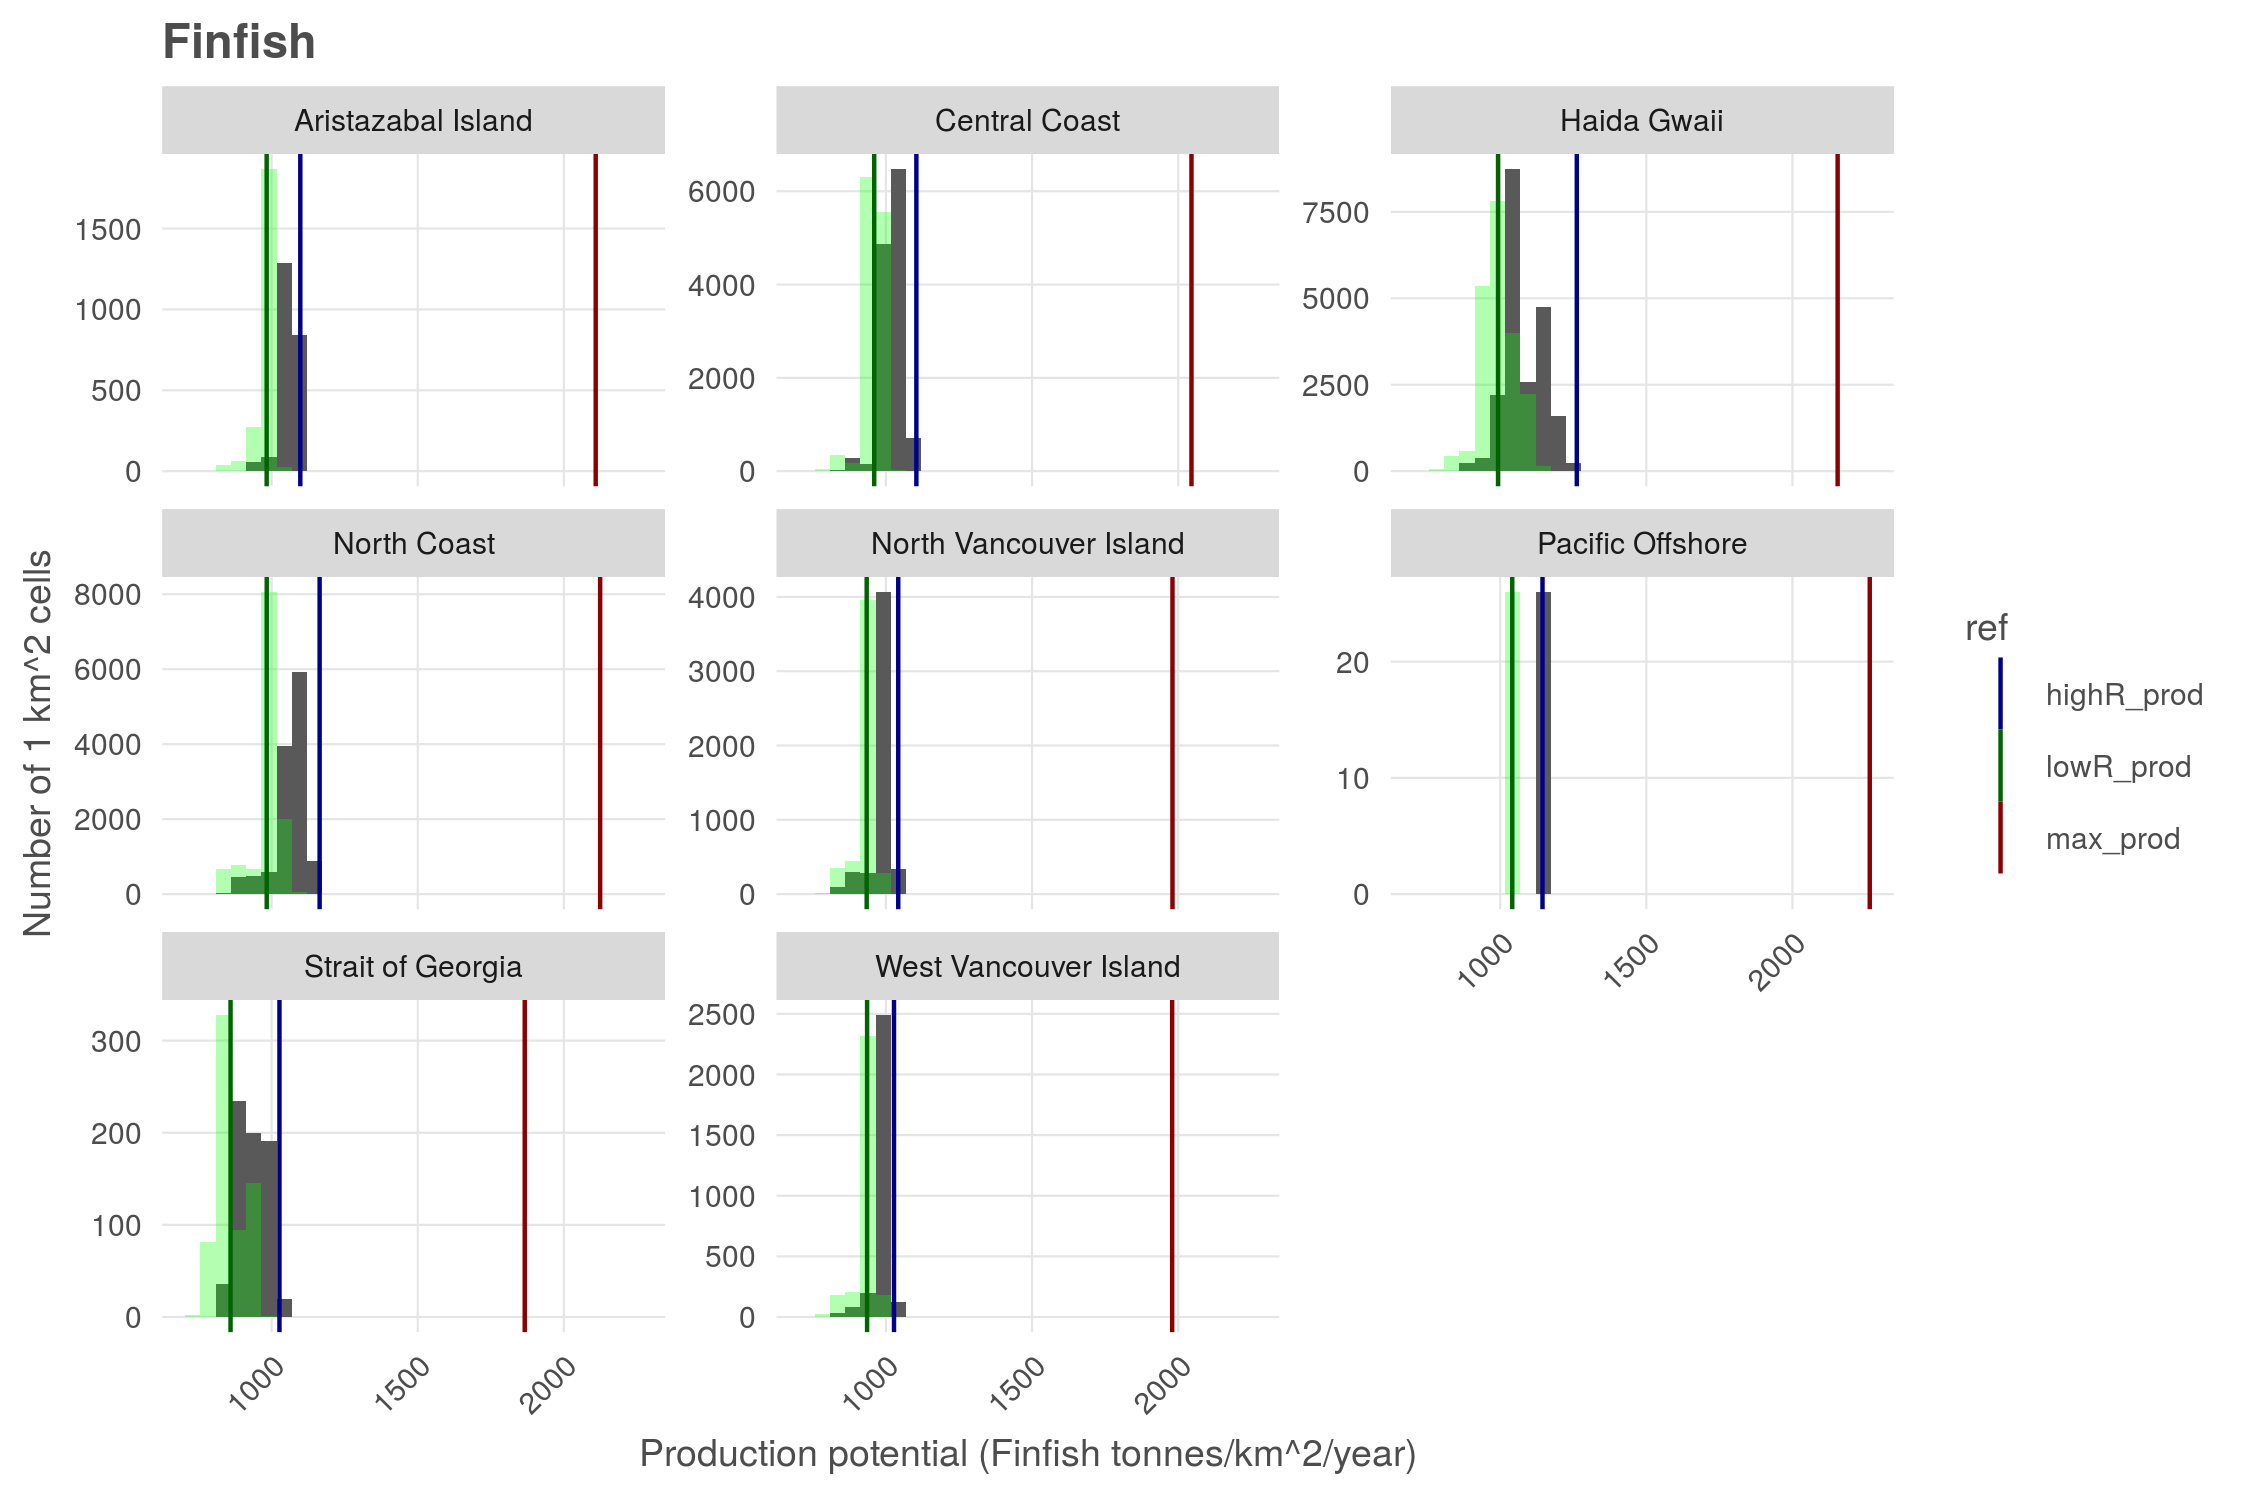 Finfish
Aristazabal Island
Central Coast
Haida Gwaii
1500
1000
500
0
6000
4000
2000
0
7500
5000
2500
0
North Coast
North Vancouver Island
Pacific Offshore
8000
6000
4000
2000
0
4000
3000
2000
1000
0
20
10
0
1000
1500
2000
Strait of Georgia
West Vancouver Island
300
200
100
0
2500
2000
1500
1000
500
0
1000
1500
2000
1000
1500
2000
Number of 1 km^2 cells
Production potential (Finfish tonnes/km^2/year)
ref
highR_prod
lowR_prod
max_prod